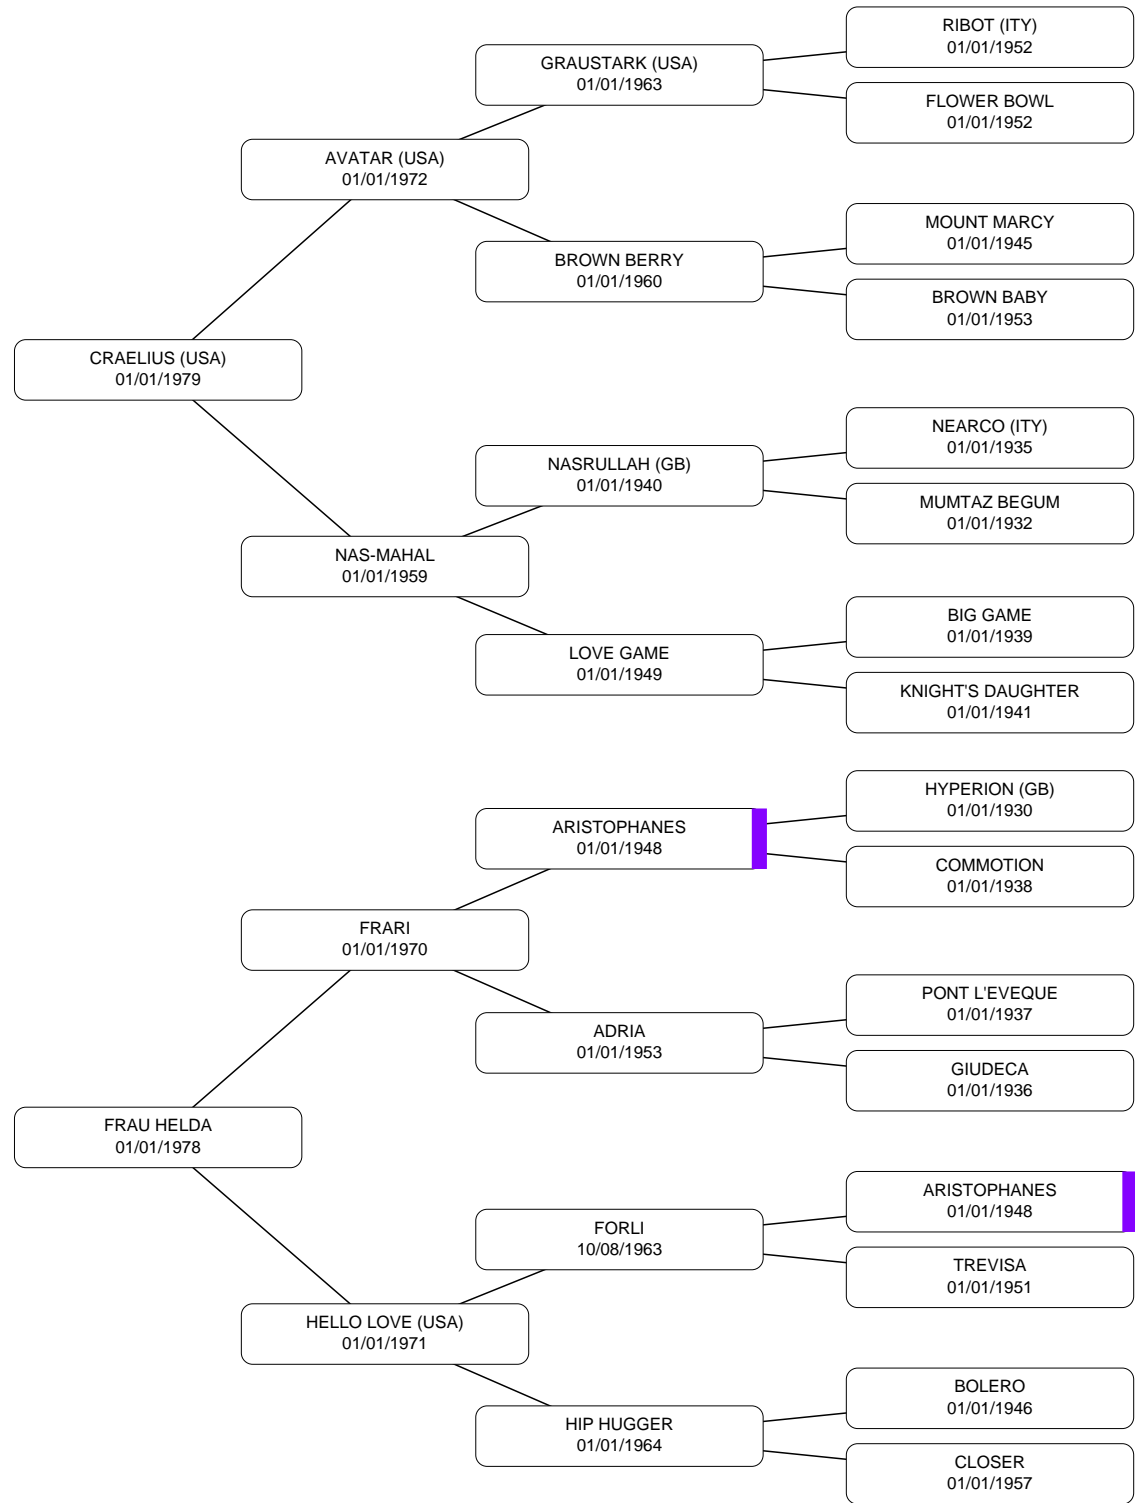 RIBOT (ITY)
01/01/1952
GRAUSTARK (USA)
01/01/1963
FLOWER BOWL
01/01/1952
AVATAR (USA)
01/01/1972
MOUNT MARCY
01/01/1945
BROWN BERRY
01/01/1960
BROWN BABY
01/01/1953
CRAELIUS (USA)
01/01/1979
NEARCO (ITY)
01/01/1935
NASRULLAH (GB)
01/01/1940
MUMTAZ BEGUM
01/01/1932
NAS-MAHAL
01/01/1959
BIG GAME
01/01/1939
LOVE GAME
01/01/1949
KNIGHT'S DAUGHTER
01/01/1941
HYPERION (GB)
01/01/1930
ARISTOPHANES
01/01/1948
COMMOTION
01/01/1938
FRARI
01/01/1970
PONT L'EVEQUE
01/01/1937
ADRIA
01/01/1953
GIUDECA
01/01/1936
FRAU HELDA
01/01/1978
ARISTOPHANES
01/01/1948
FORLI
10/08/1963
TREVISA
01/01/1951
HELLO LOVE (USA)
01/01/1971
BOLERO
01/01/1946
HIP HUGGER
01/01/1964
CLOSER
01/01/1957